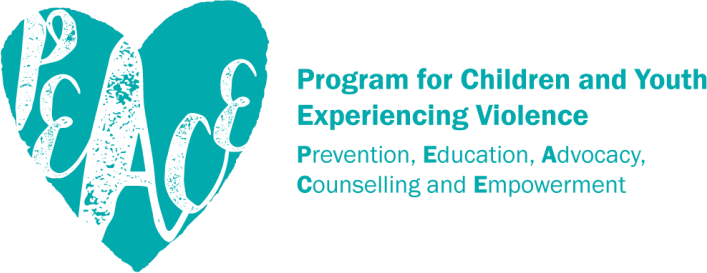 PEACE
Program for Children and Youth
Experiencing Violence
Prevention, Education, Advocacy,
Counselling and Empowerment